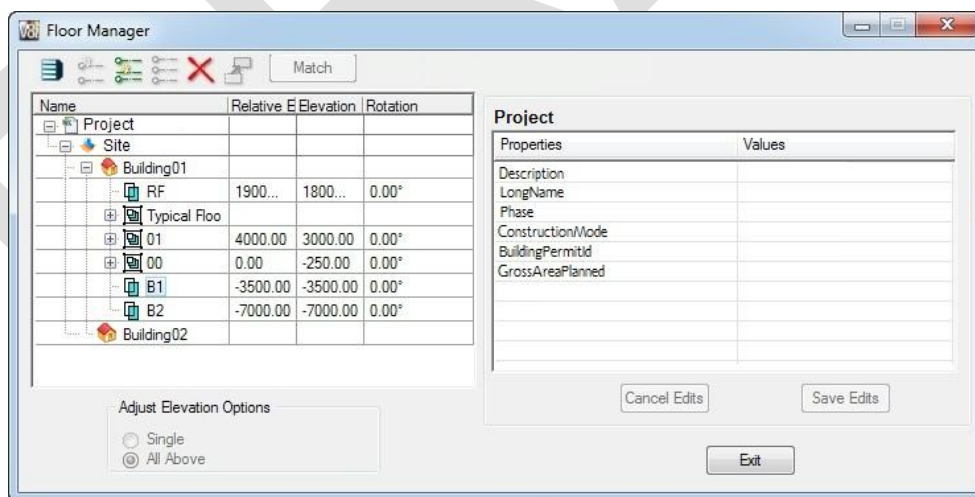 Floor Manager
Match
Name Relative E Elevation Rotation
Project
Site
Building01
RF 1900... 1800... 0.00°
Typical Floo
01 4000.00 3000.00 0.00°
00 0.00 -250.00 0.00°
B1 -3500.00 -3500.00 0.00°
B2 -7000.00 -7000.00 0.00°
Building02
Adjust Elevation Options
Single
All Above
Project
Properties Values
Description
LongName
Phase
ConstructionMode
BuildingPermitId
GrossAreaPlanned
Cancel Edits Save Edits
Exit